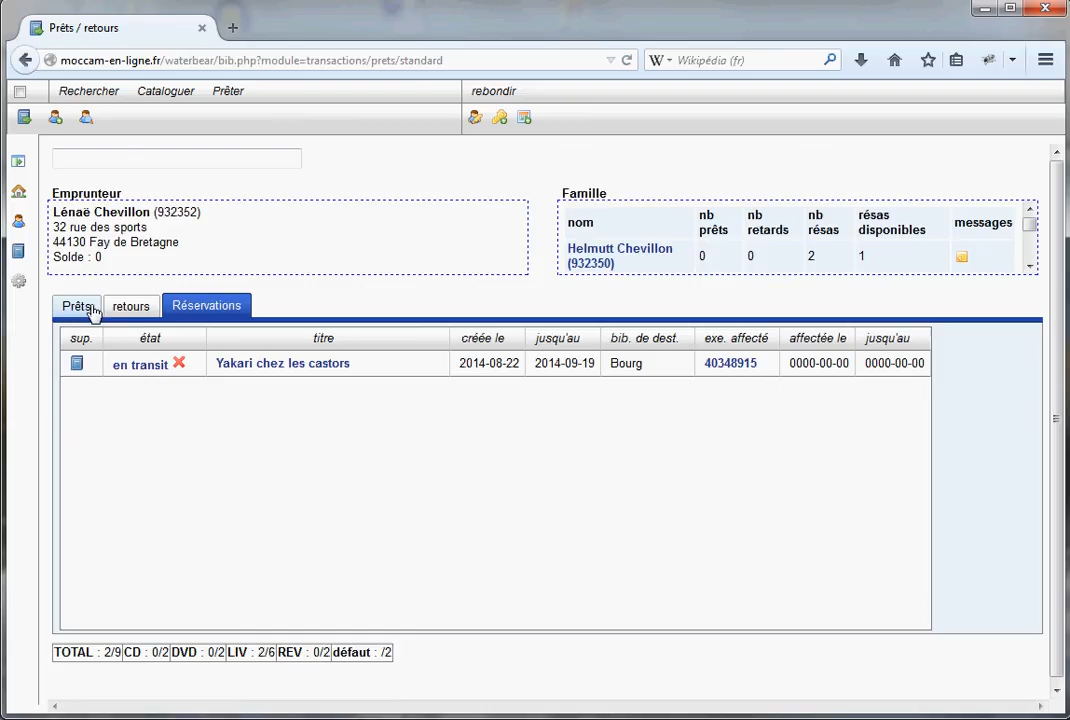 Prêts / retours
moccam-en-ligne.fr/waterbear/bib.php?module=transactions/prets/standard
W Wikipédia (fr)
Rechercher Cataloguer Prêter rebondir
Emprunteur
Lénaë Chevillon (932352)
32 rue des sports
44130 Fay de Bretagne
Solde : 0
Famille
nom nb prêts nb retards nb résas résas disponibles messages
Helmutt Chevillon (932350) 0 0 2 1
Prêts retours Réservations
sup. état titre créée le jusqu'au bib. de dest. exe. affecté affectée le jusqu'au
en transit Yakari chez les castors 2014-08-22 2014-09-19 Bourg 40348915 0000-00-00 0000-00-00
TOTAL : 2/9 CD : 0/2 DVD : 0/2 LIV : 2/6 REV : 0/2 défaut : /2